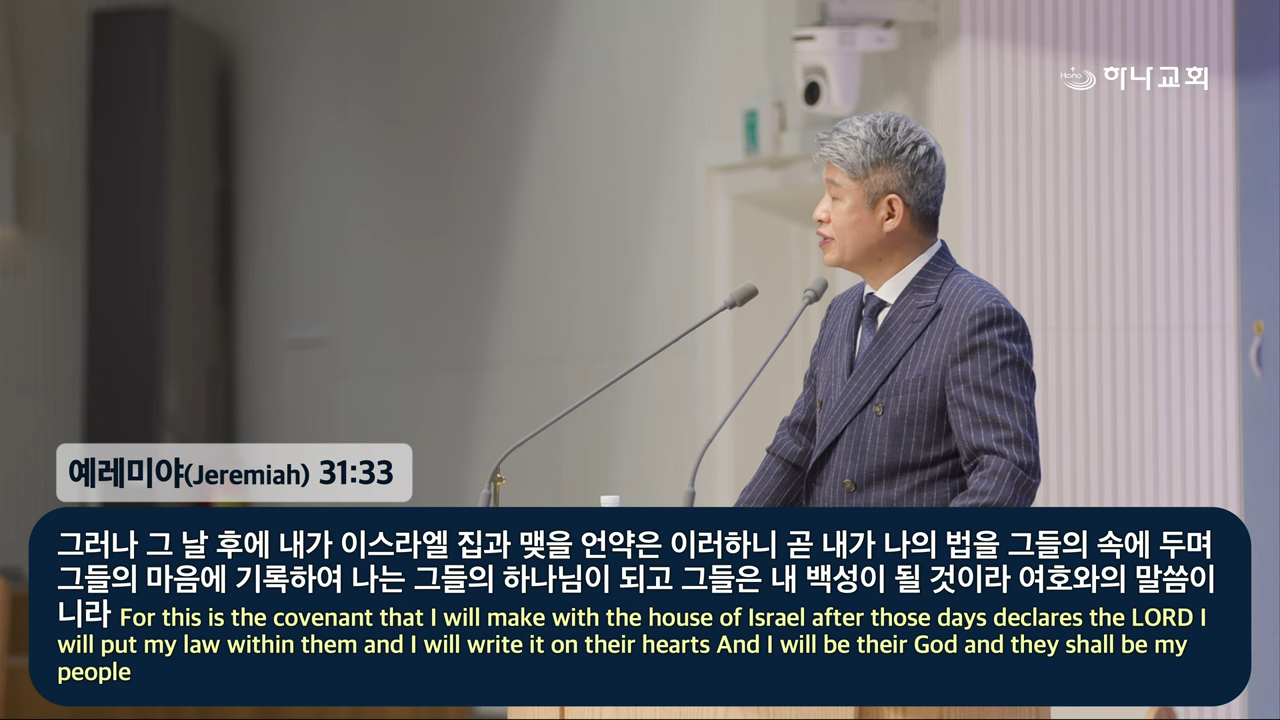 Hana 하나교회
예레미야(Jeremiah) 31:33
그러나 그 날 후에 내가 이스라엘 집과 맺을 언약은 이러하니 곧 내가 나의 법을 그들의 속에 두며
그들의 마음에 기록하여 나는 그들의 하나님이 되고 그들은 내 백성이 될 것이라 여호와의 말씀이
니라 For this is the covenant that I will make with the house of Israel after those days declares the LORD I
will put my law within them and I will write it on their hearts And I will be their God and they shall be my
people